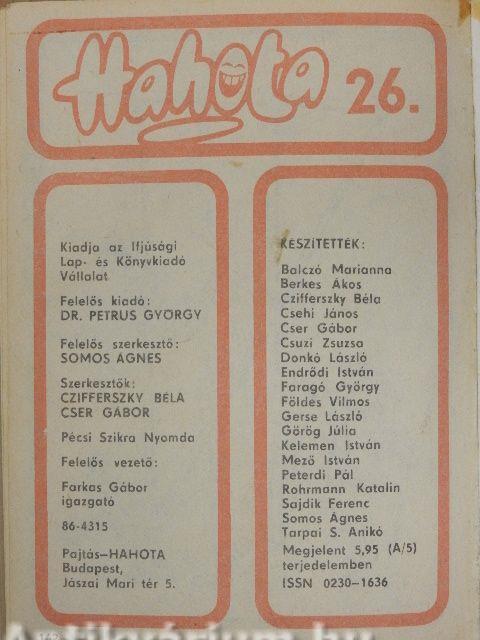 Hahota 26.
Kiadja az Ifjúsági
Lap- és Könyvkiadó
Vállalat
Felelős kiadó:
DR. PETRUS GYÖRGY
Felelős szerkesztő:
SOMOS ÁGNES
Szerkesztők:
CZIFFERSZKY BÉLA
CSER GÁBOR
Pécsi Szikra Nyomda
Felelős vezető:
Farkas Gábor
igazgató
86-4315
Pajtás-HAHOTA
Budapest,
Jászai Mari tér 5.
KÉSZÍTETTÉK:
Balczó Marianna
Berkes Ákos
Czifferszky Béla
Csehi János
Cser Gábor
Csuzi Zsuzsa
Donkó László
Endrődi István
Faragó György
Földes Vilmos
Gerse László
Görög Júlia
Kelemen István
Mező István
Peterdi Pál
Rohrmann Katalin
Sajdik Ferenc
Somos Ágnes
Tarpai S. Anikó
Megjelent 5,95 (A/5)
terjedelemben
ISSN 0230-1636